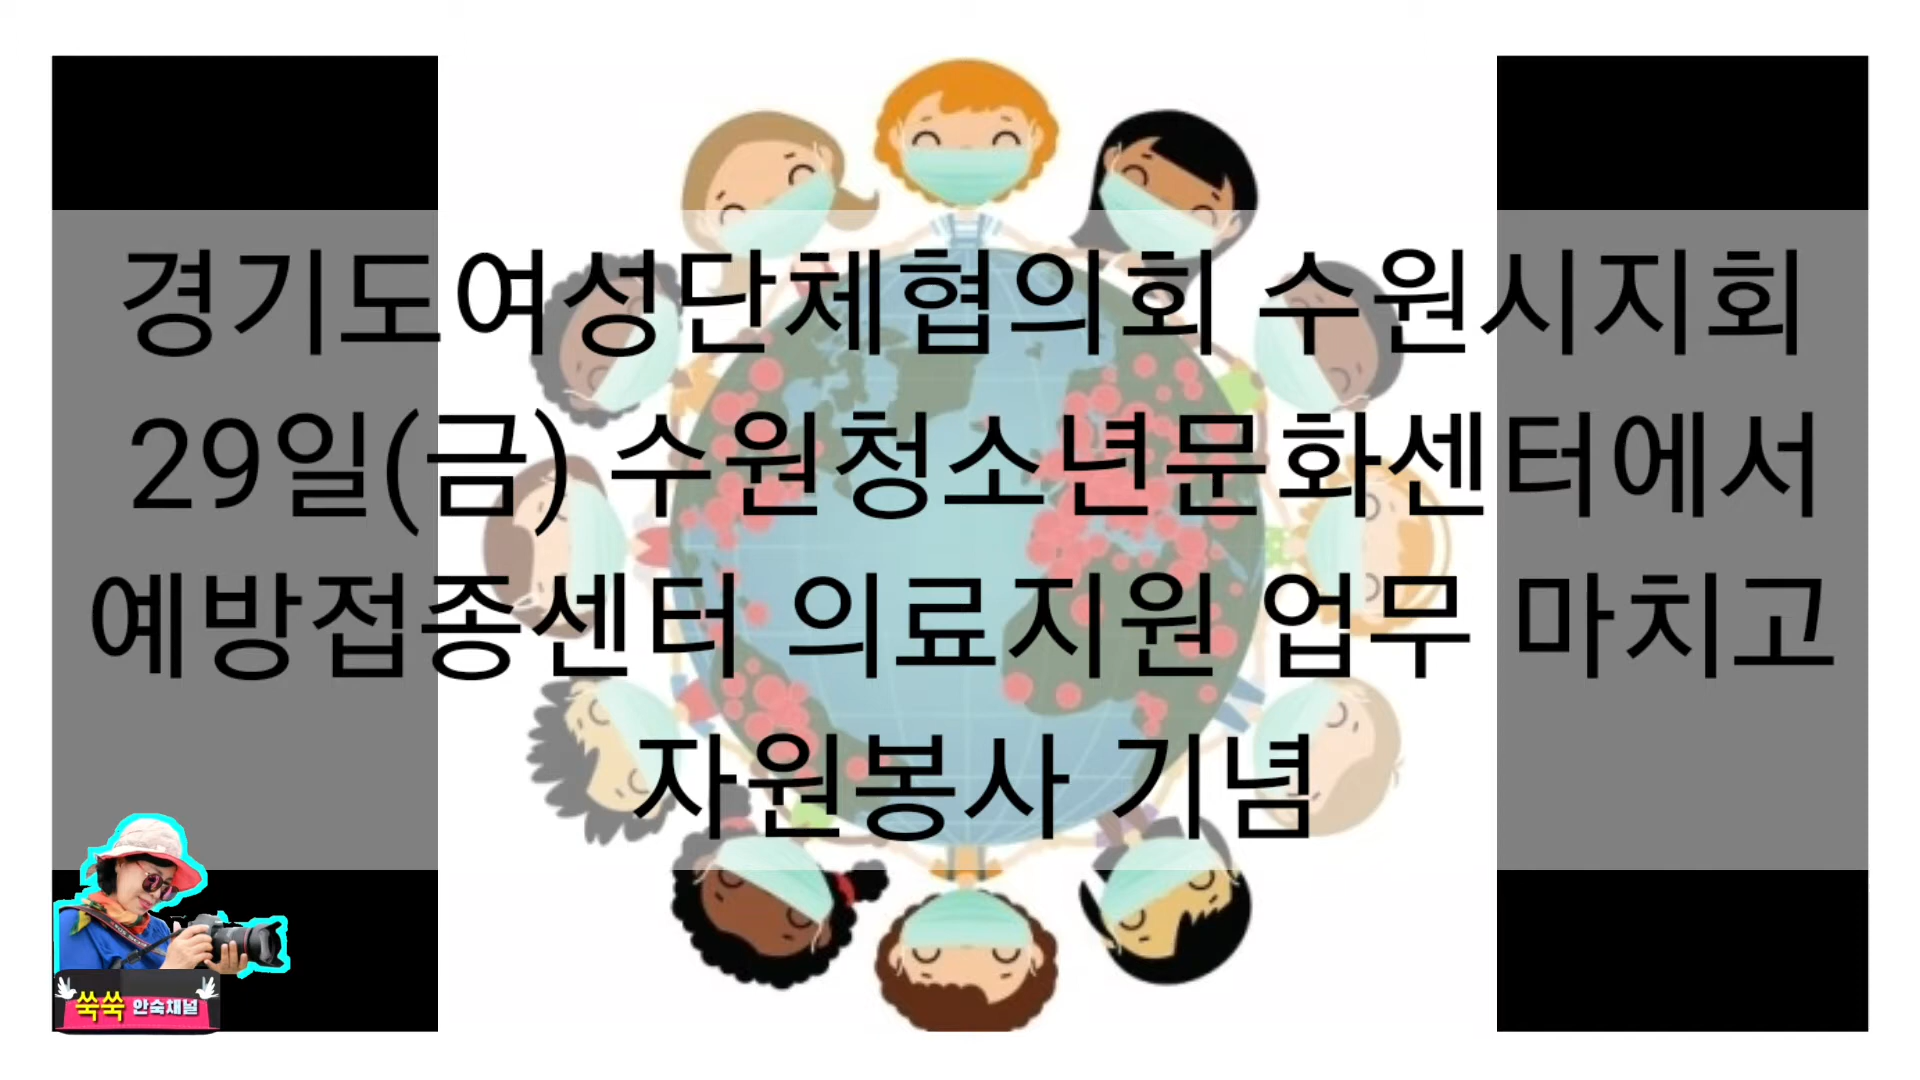 경기도여성단체협의회 수원시지회
29일(금) 수원청소년문화센터에서
예방접종센터 의료지원 업무 마치고
자원봉사 기념
쑥쑥 안숙채널